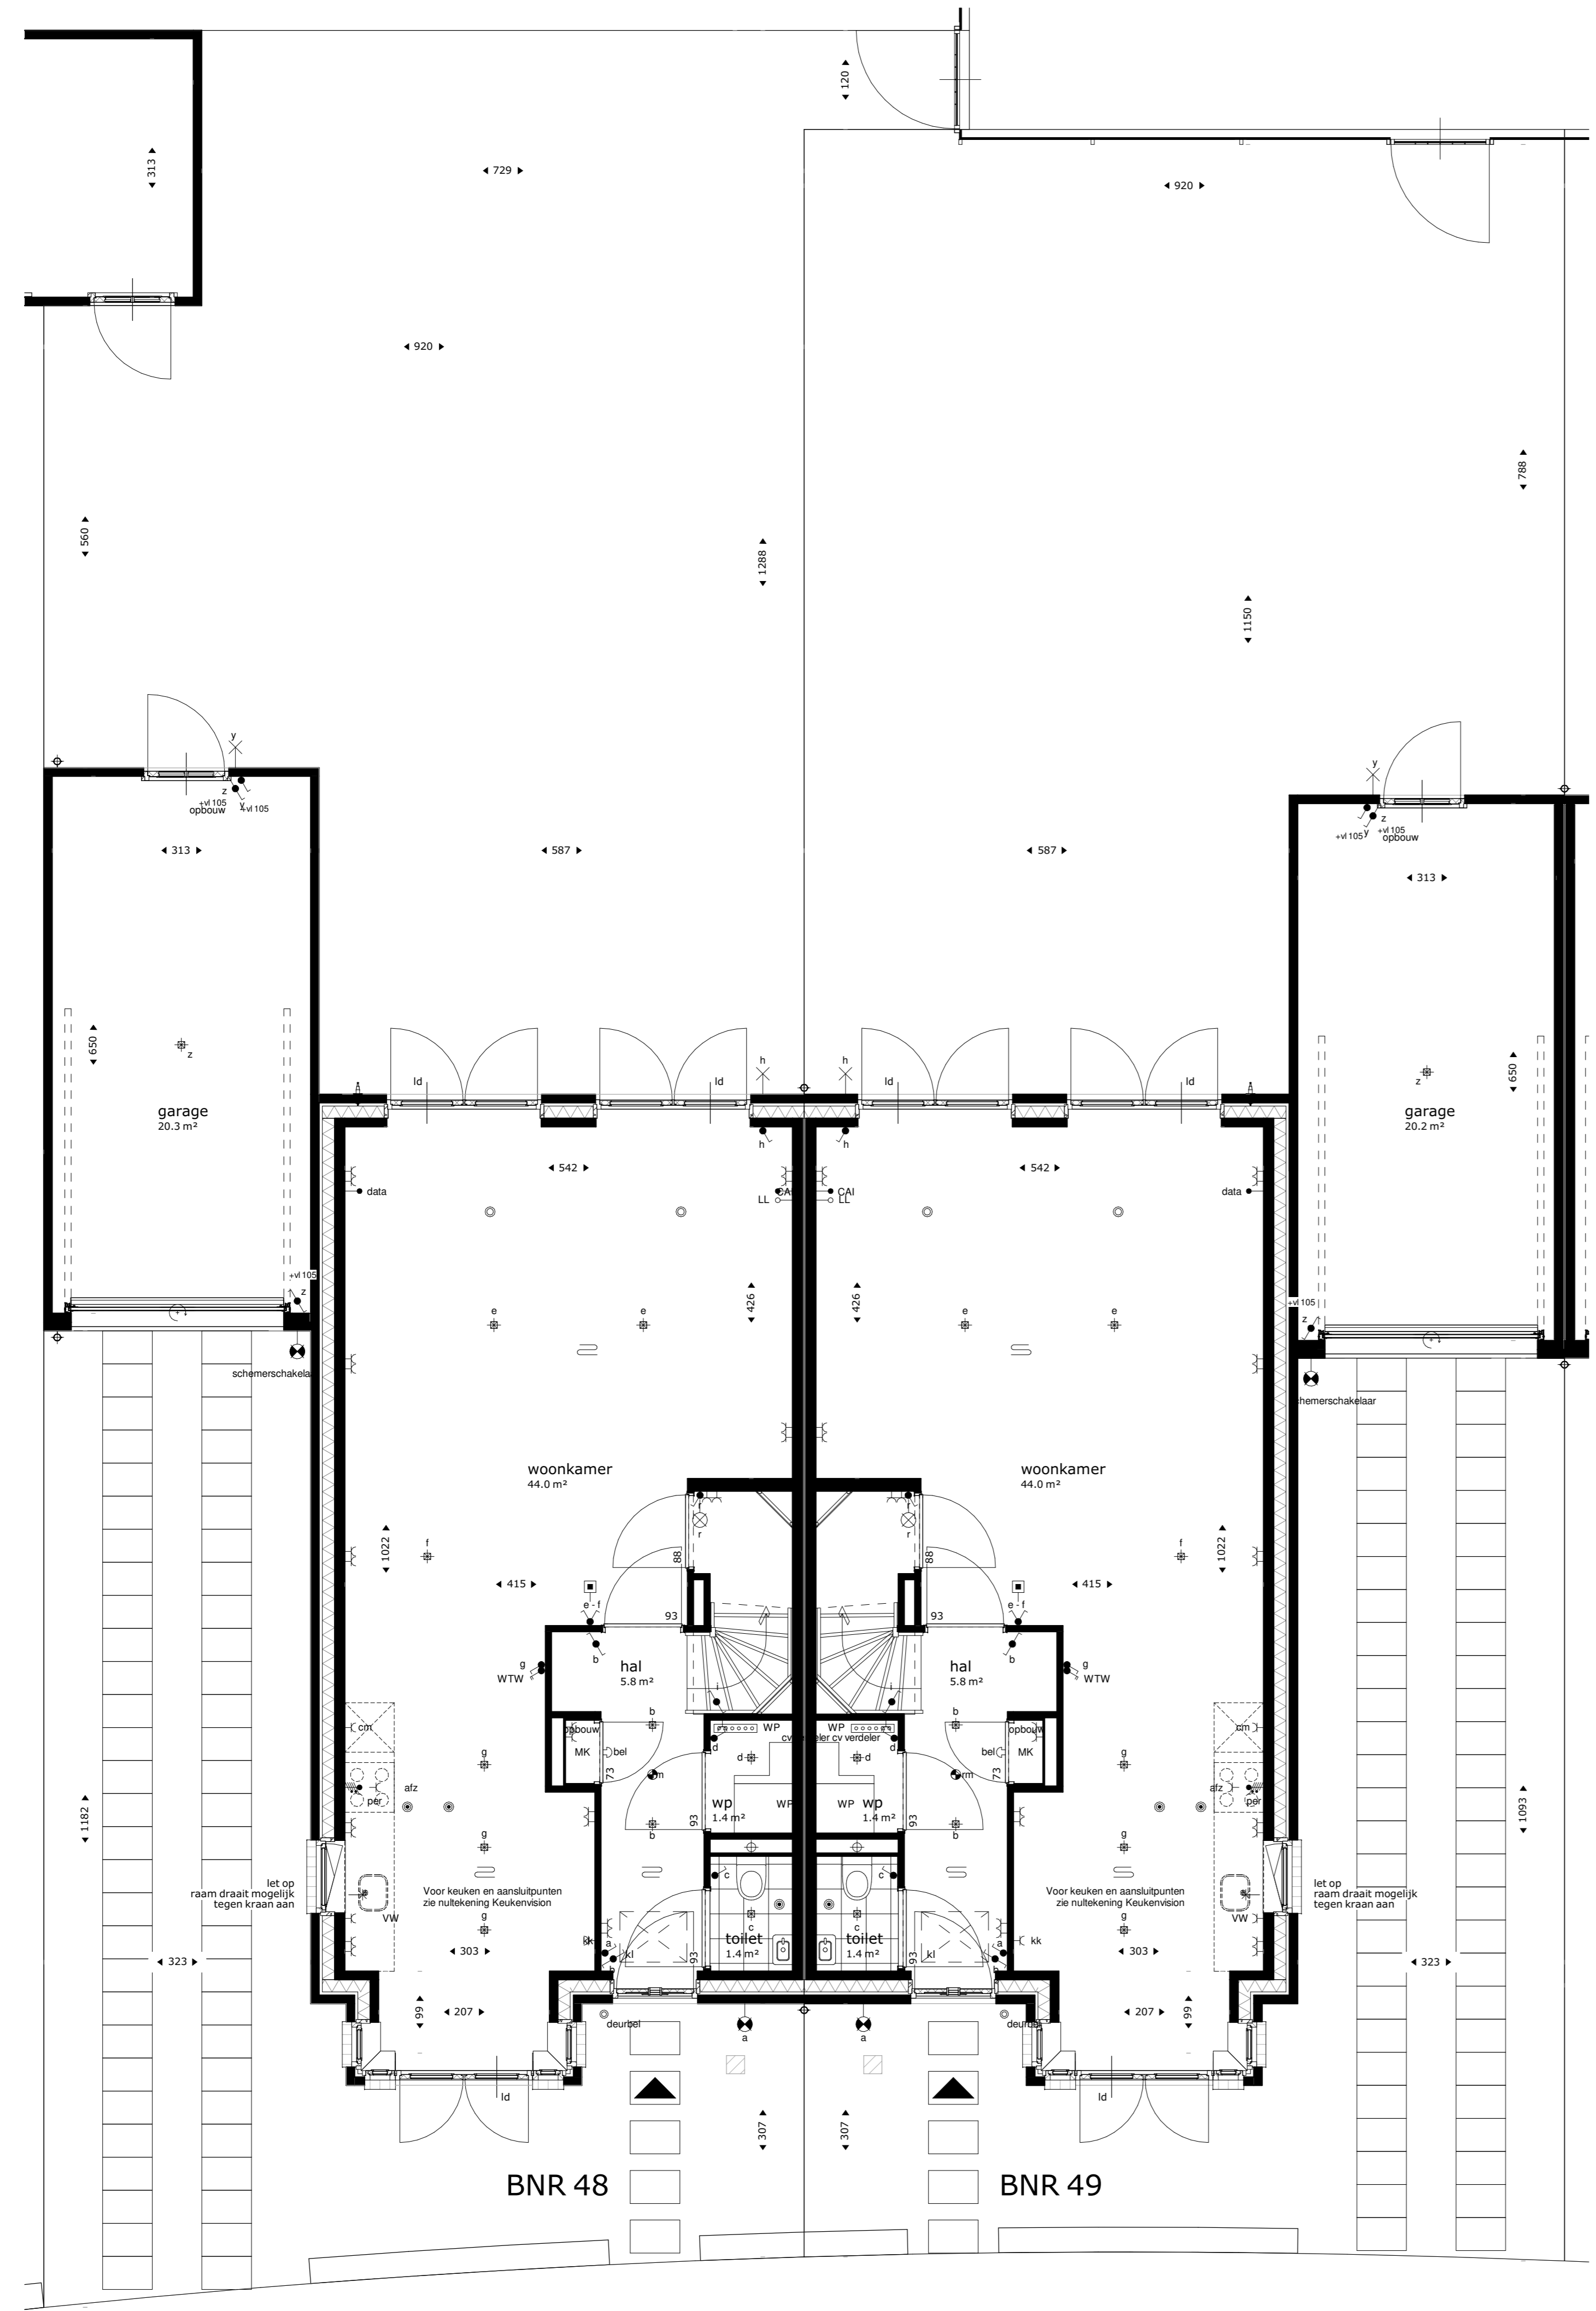 120
313
729
920
920
788
560
1288
1150
y
z
+vl 105
opbouw
y
+vl 105
y
z
+vl 105
y
+vl 105
opbouw
313
587
587
313
650
z
650
z
garage
20.3 m²
garage
20.2 m²
ld
ld
h
h
ld
ld
h
h
542
542
data
CAI
LL
CAI
LL
data
+vl 105
z
426
426
+vl 105
z
e
e
e
e
schemerschakela
hemerschakelaar
woonkamer
44.0 m²
woonkamer
44.0 m²
r
r
r
r
1022
f
88
88
f
1022
415
415
e - f
e - f
93
93
b
b
g
WTW
hal
5.8 m²
hal
5.8 m²
g
WTW
i
i
cm
opbouw
b
WP
WP
b
opbouw
cm
MK
bel
d
cv verdeler
d
bel
MK
g
d
d
g
73
rm
rm
73
afz
per
afz
per
wp
1.4 m²
WP
WP
wp
1.4 m²
1182
93
b
b
93
1093
g
g
let op
raam draait mogelijk
tegen kraan aan
c
c
let op
raam draait mogelijk
tegen kraan aan
Voor keuken en aansluitpunten
zie nultekening Keukenvision
Voor keuken en aansluitpunten
zie nultekening Keukenvision
VW
VW
g
c
c
g
kk
a
kl
toilet
1.4 m²
toilet
1.4 m²
kl
a
kk
303
93
93
303
323
323
b
99
207
deurbel
a
a
deurbel
207
99
ld
ld
307
307
BNR 48
BNR 49